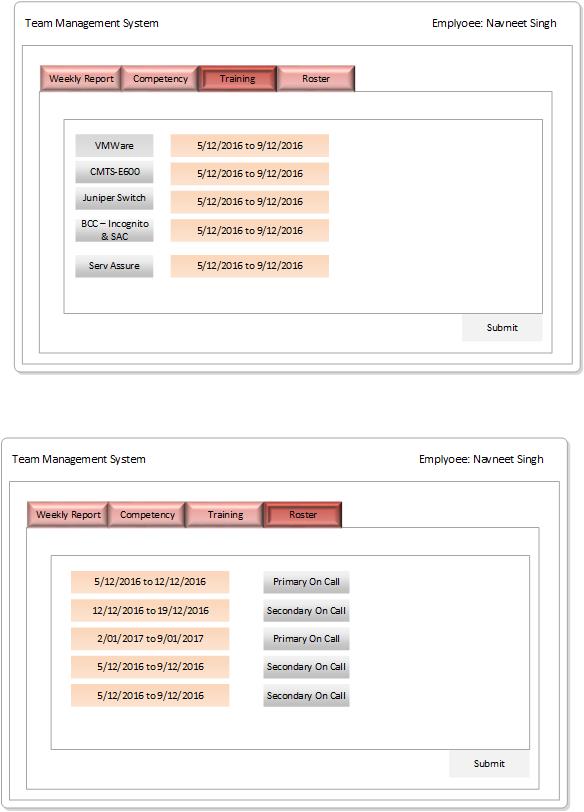 Team Management System Emplyoee: Navneet Singh
Weekly Report Competency Training Roster
VMWare 5/12/2016 to 9/12/2016
CMTS-E600 5/12/2016 to 9/12/2016
Juniper Switch 5/12/2016 to 9/12/2016
BCC – Incognito
& SAC 5/12/2016 to 9/12/2016
Serv Assure 5/12/2016 to 9/12/2016
Submit
Team Management System Emplyoee: Navneet Singh
Weekly Report Competency Training Roster
5/12/2016 to 12/12/2016 Primary On Call
12/12/2016 to 19/12/2016 Secondary On Call
2/01/2017 to 9/01/2017 Primary On Call
5/12/2016 to 9/12/2016 Secondary On Call
5/12/2016 to 9/12/2016 Secondary On Call
Submit